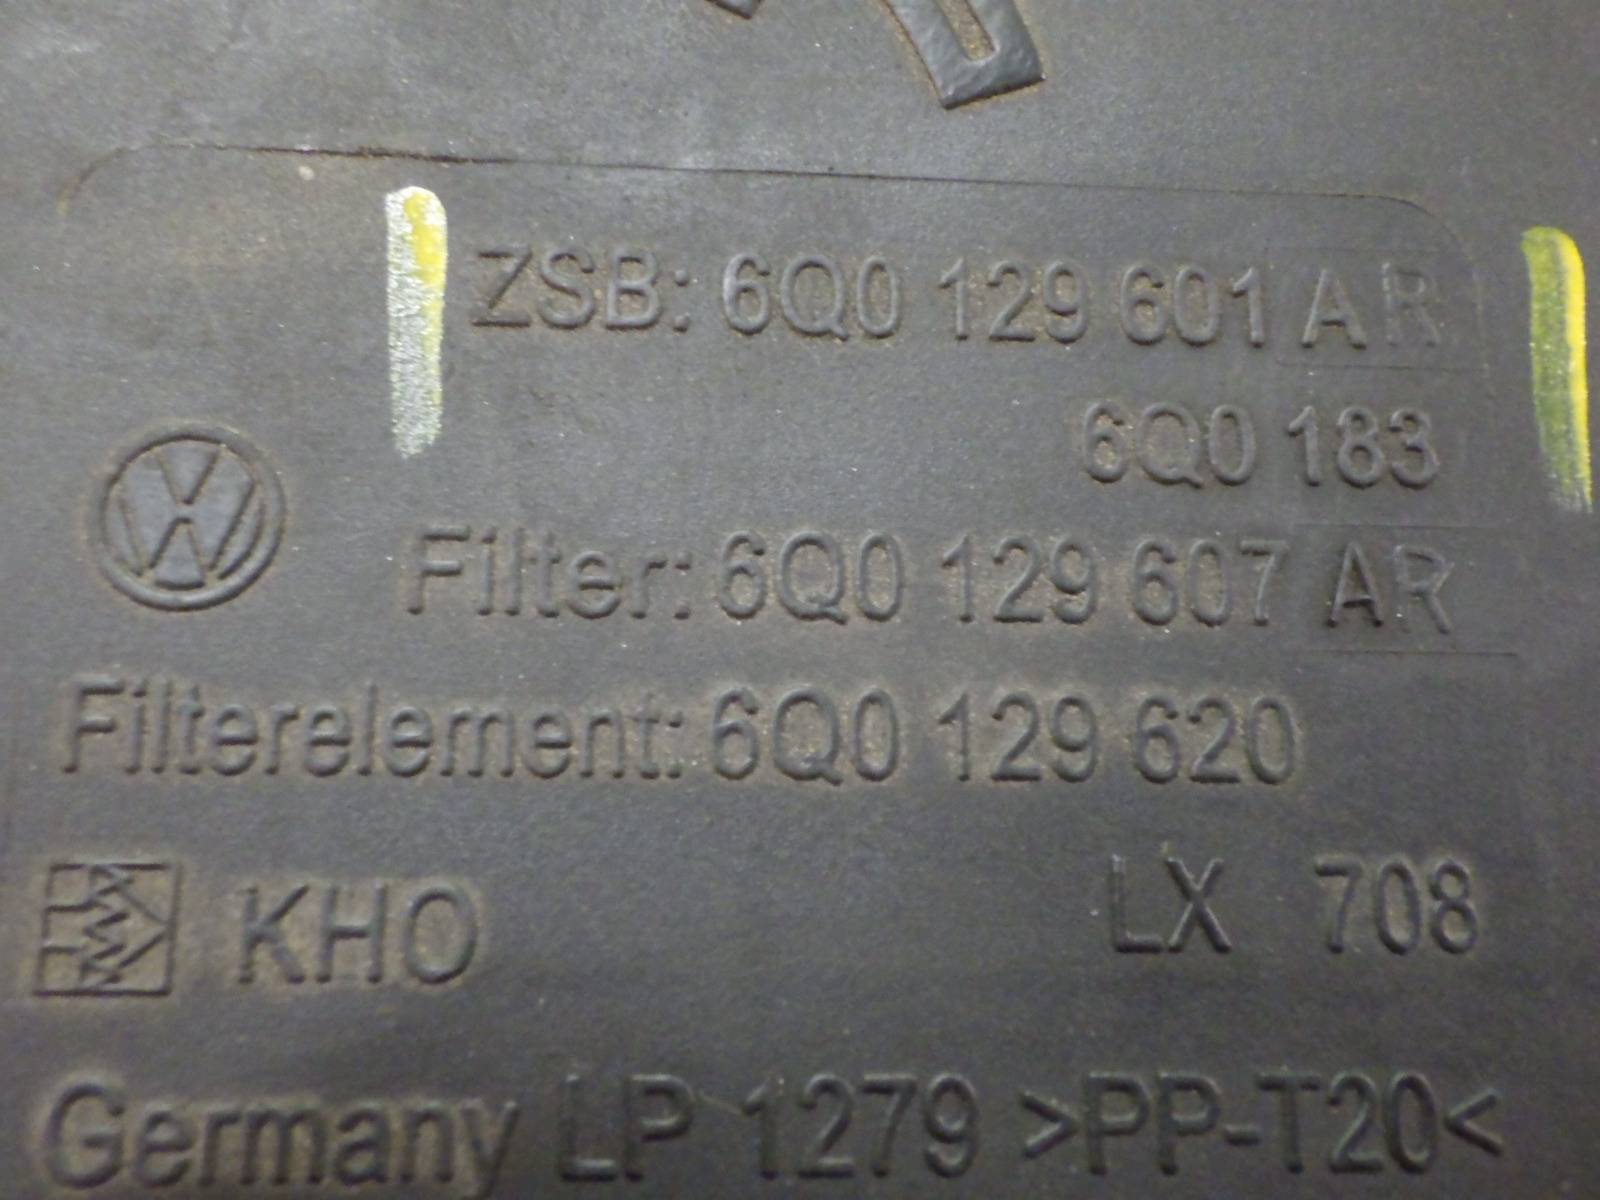 ZSB: 6Q0 129 601 AR
6Q0 183
Filter: 6Q0 129 607 AR
Filterelement: 6Q0 129 620
KHO LX 708
Germany LP 1279 >PP-T20<